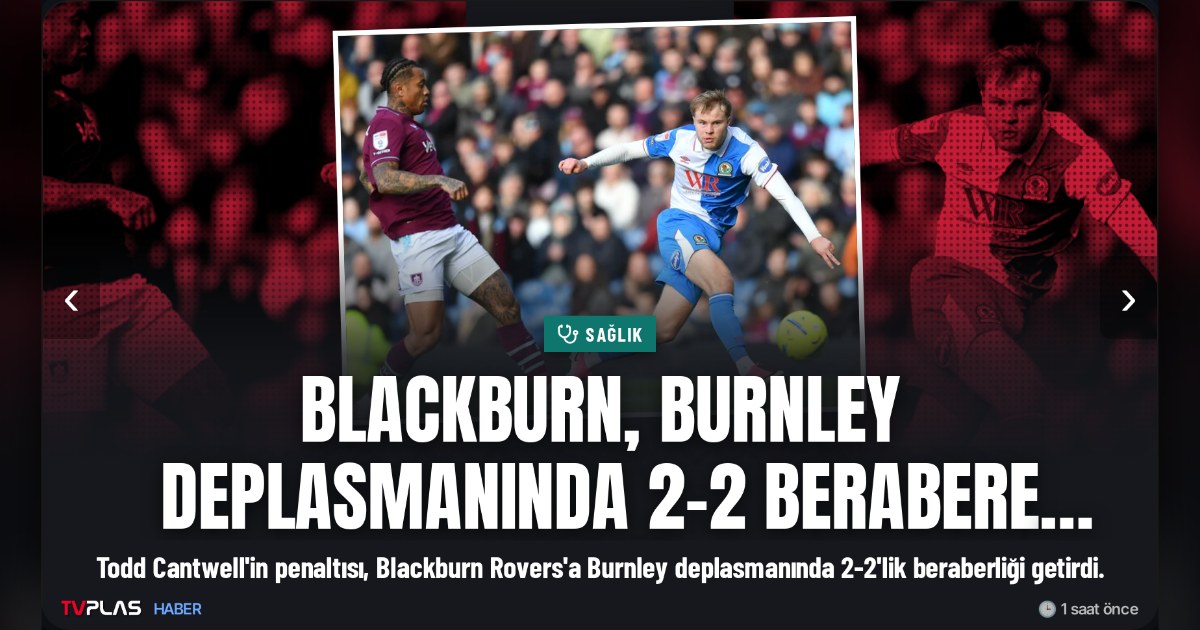 WR
SAĞLIK
BLACKBURN, BURNLEY
DEPLASMANINDA 2-2 BERABERE...
Todd Cantwell'in penaltısı, Blackburn Rovers'a Burnley deplasmanında 2-2'lik beraberliği getirdi.
TVPLAS HABER
1 saat önce